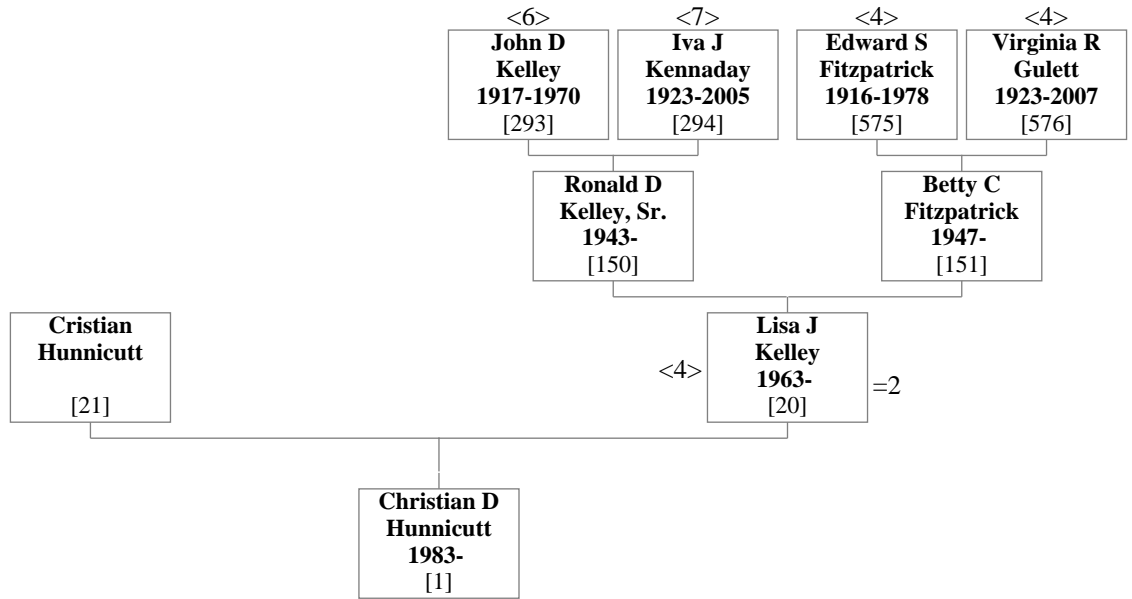 <6>
John D
Kelley
1917-1970
[293]
<7>
Iva J
Kennaday
1923-2005
[294]
<4>
Edward S
Fitzpatrick
1916-1978
[575]
<4>
Virginia R
Gulett
1923-2007
[576]
Ronald D
Kelley, Sr.
1943-
[150]
Betty C
Fitzpatrick
1947-
[151]
Cristian
Hunnicutt
[21]
<4>
Lisa J
Kelley
1963-
[20]
=2
Christian D
Hunnicutt
1983-
[1]